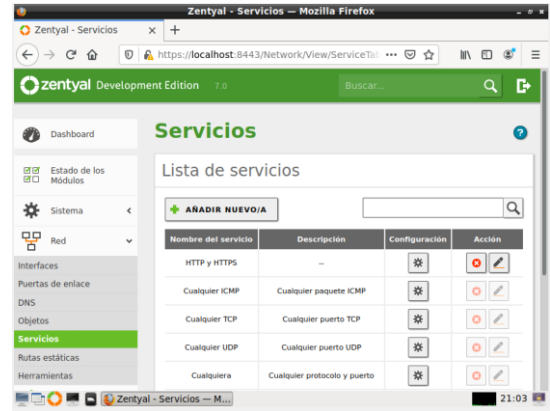 Zentyal - Servicios — Mozilla Firefox
Zentyal - Servicios
https://localhost:8443/Network/View/ServiceTab
zentyal Development Edition 7.0
Buscar...
Dashboard
Estado de los
Módulos
Sistema
Red
Interfaces
Puertas de enlace
DNS
Objetos
Servicios
Rutas estáticas
Herramientas
Servicios
Lista de servicios
AÑADIR NUEVO/A
Nombre del servicio Descripción Configuración Acción
HTTP y HTTPS --
Cualquier ICMP Cualquier paquete ICMP
Cualquier TCP Cualquier puerto TCP
Cualquier UDP Cualquier puerto UDP
Cualquiera Cualquier protocolo y puerto
Zentyal - Servicios — M...
21:03